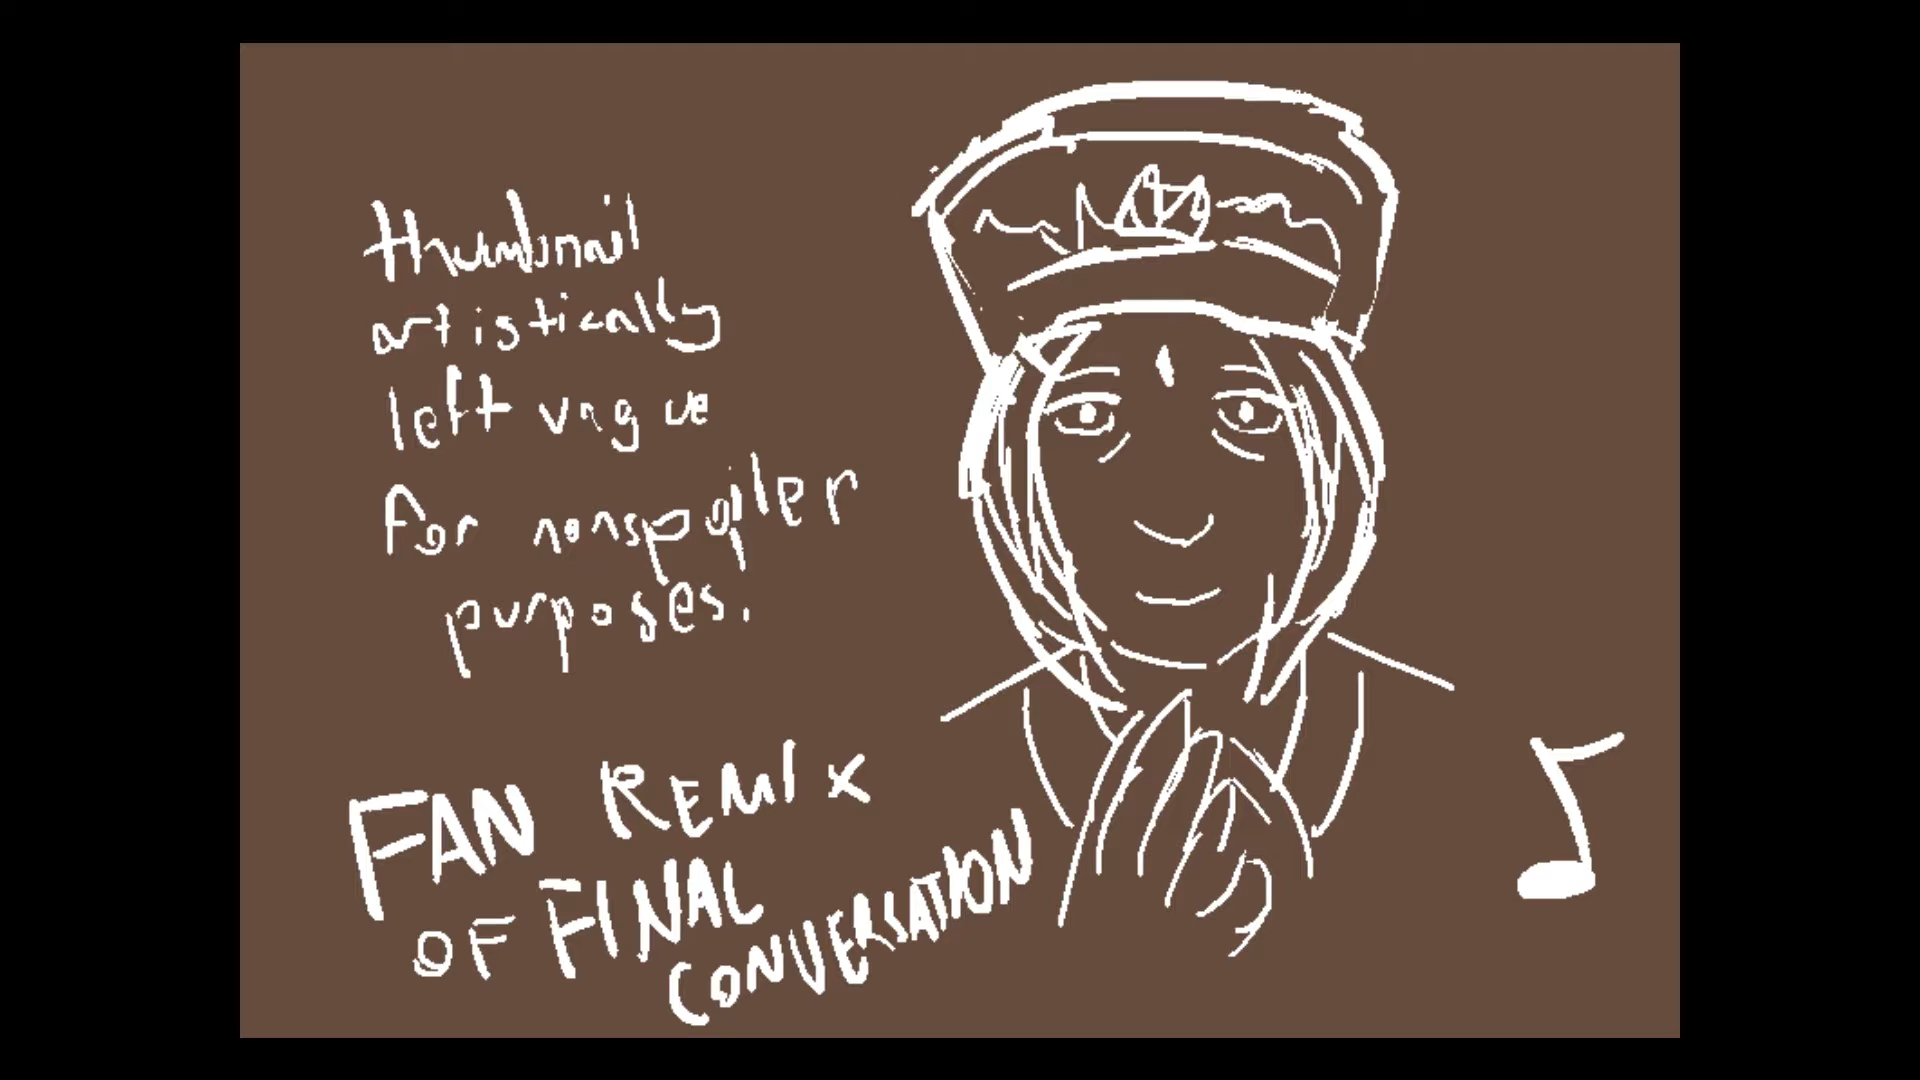 thumbnail
artistically
left vague
for nonspoiler
purposes.
FAN REMIX
OF FINAL
CONVERSATION